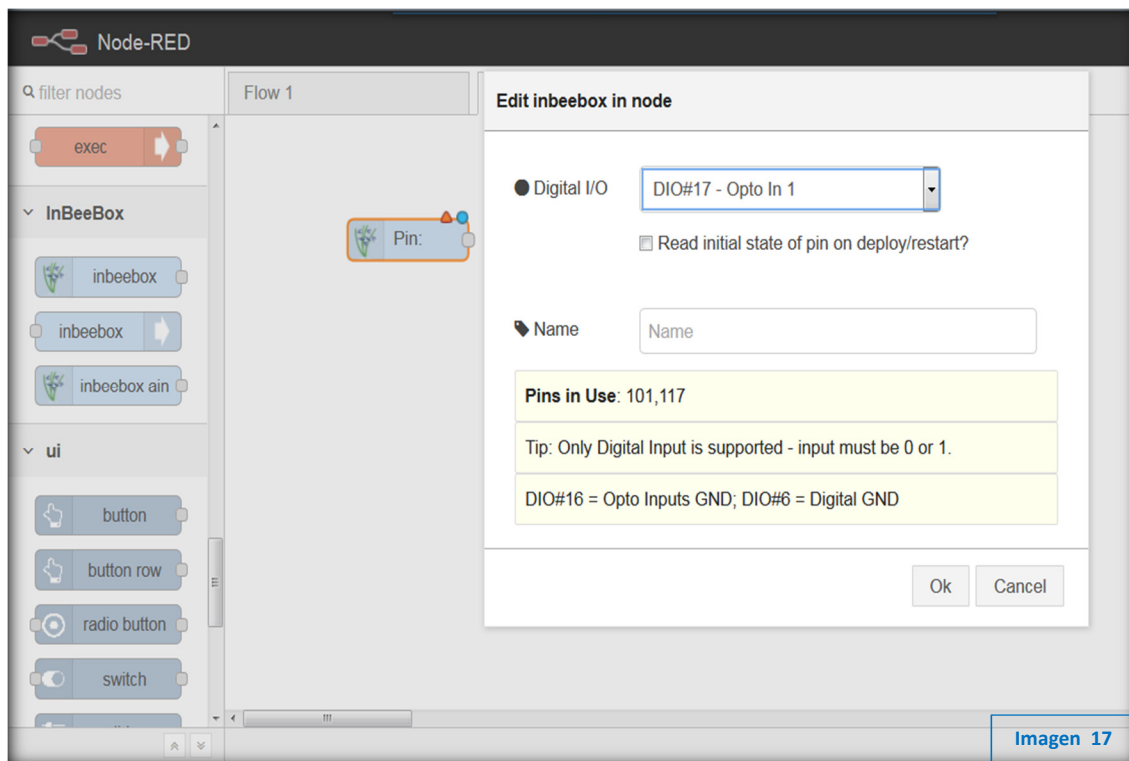 Node-RED
filter nodes
exec
InBeeBox
inbeebox
inbeebox
inbeebox ain
ui
button
button row
radio button
switch
Flow 1
Pin:
Edit inbeebox in node
Digital I/O
DIO#17 - Opto In 1
Read initial state of pin on deploy/restart?
Name
Name
Pins in Use: 101,117
Tip: Only Digital Input is supported - input must be 0 or 1.
DIO#16 = Opto Inputs GND; DIO#6 = Digital GND
Ok
Cancel
Imagen 17